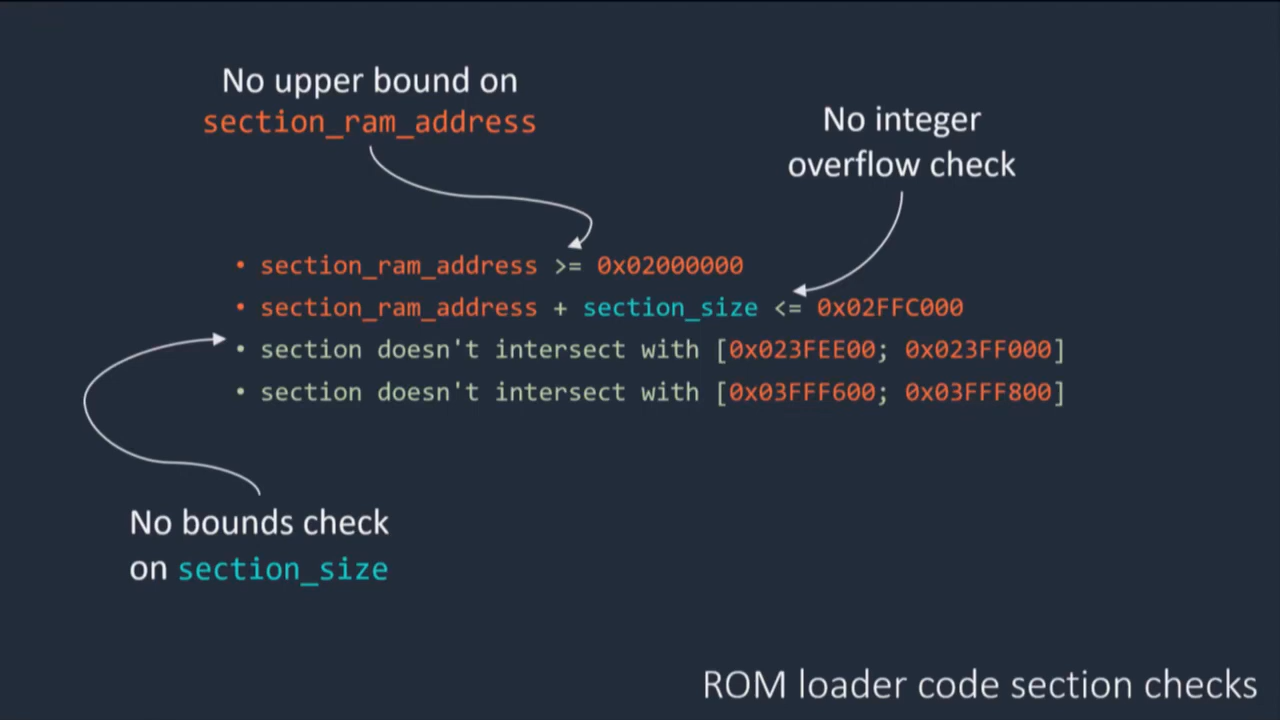 No upper bound on
section_ram_address
No integer
overflow check
• section_ram_address >= 0x02000000
• section_ram_address + section_size <= 0x02FFC000
• section doesn't intersect with [0x023FEE00; 0x023FF000]
• section doesn't intersect with [0x03FFF600; 0x03FFF800]
No bounds check
on section_size
ROM loader code section checks